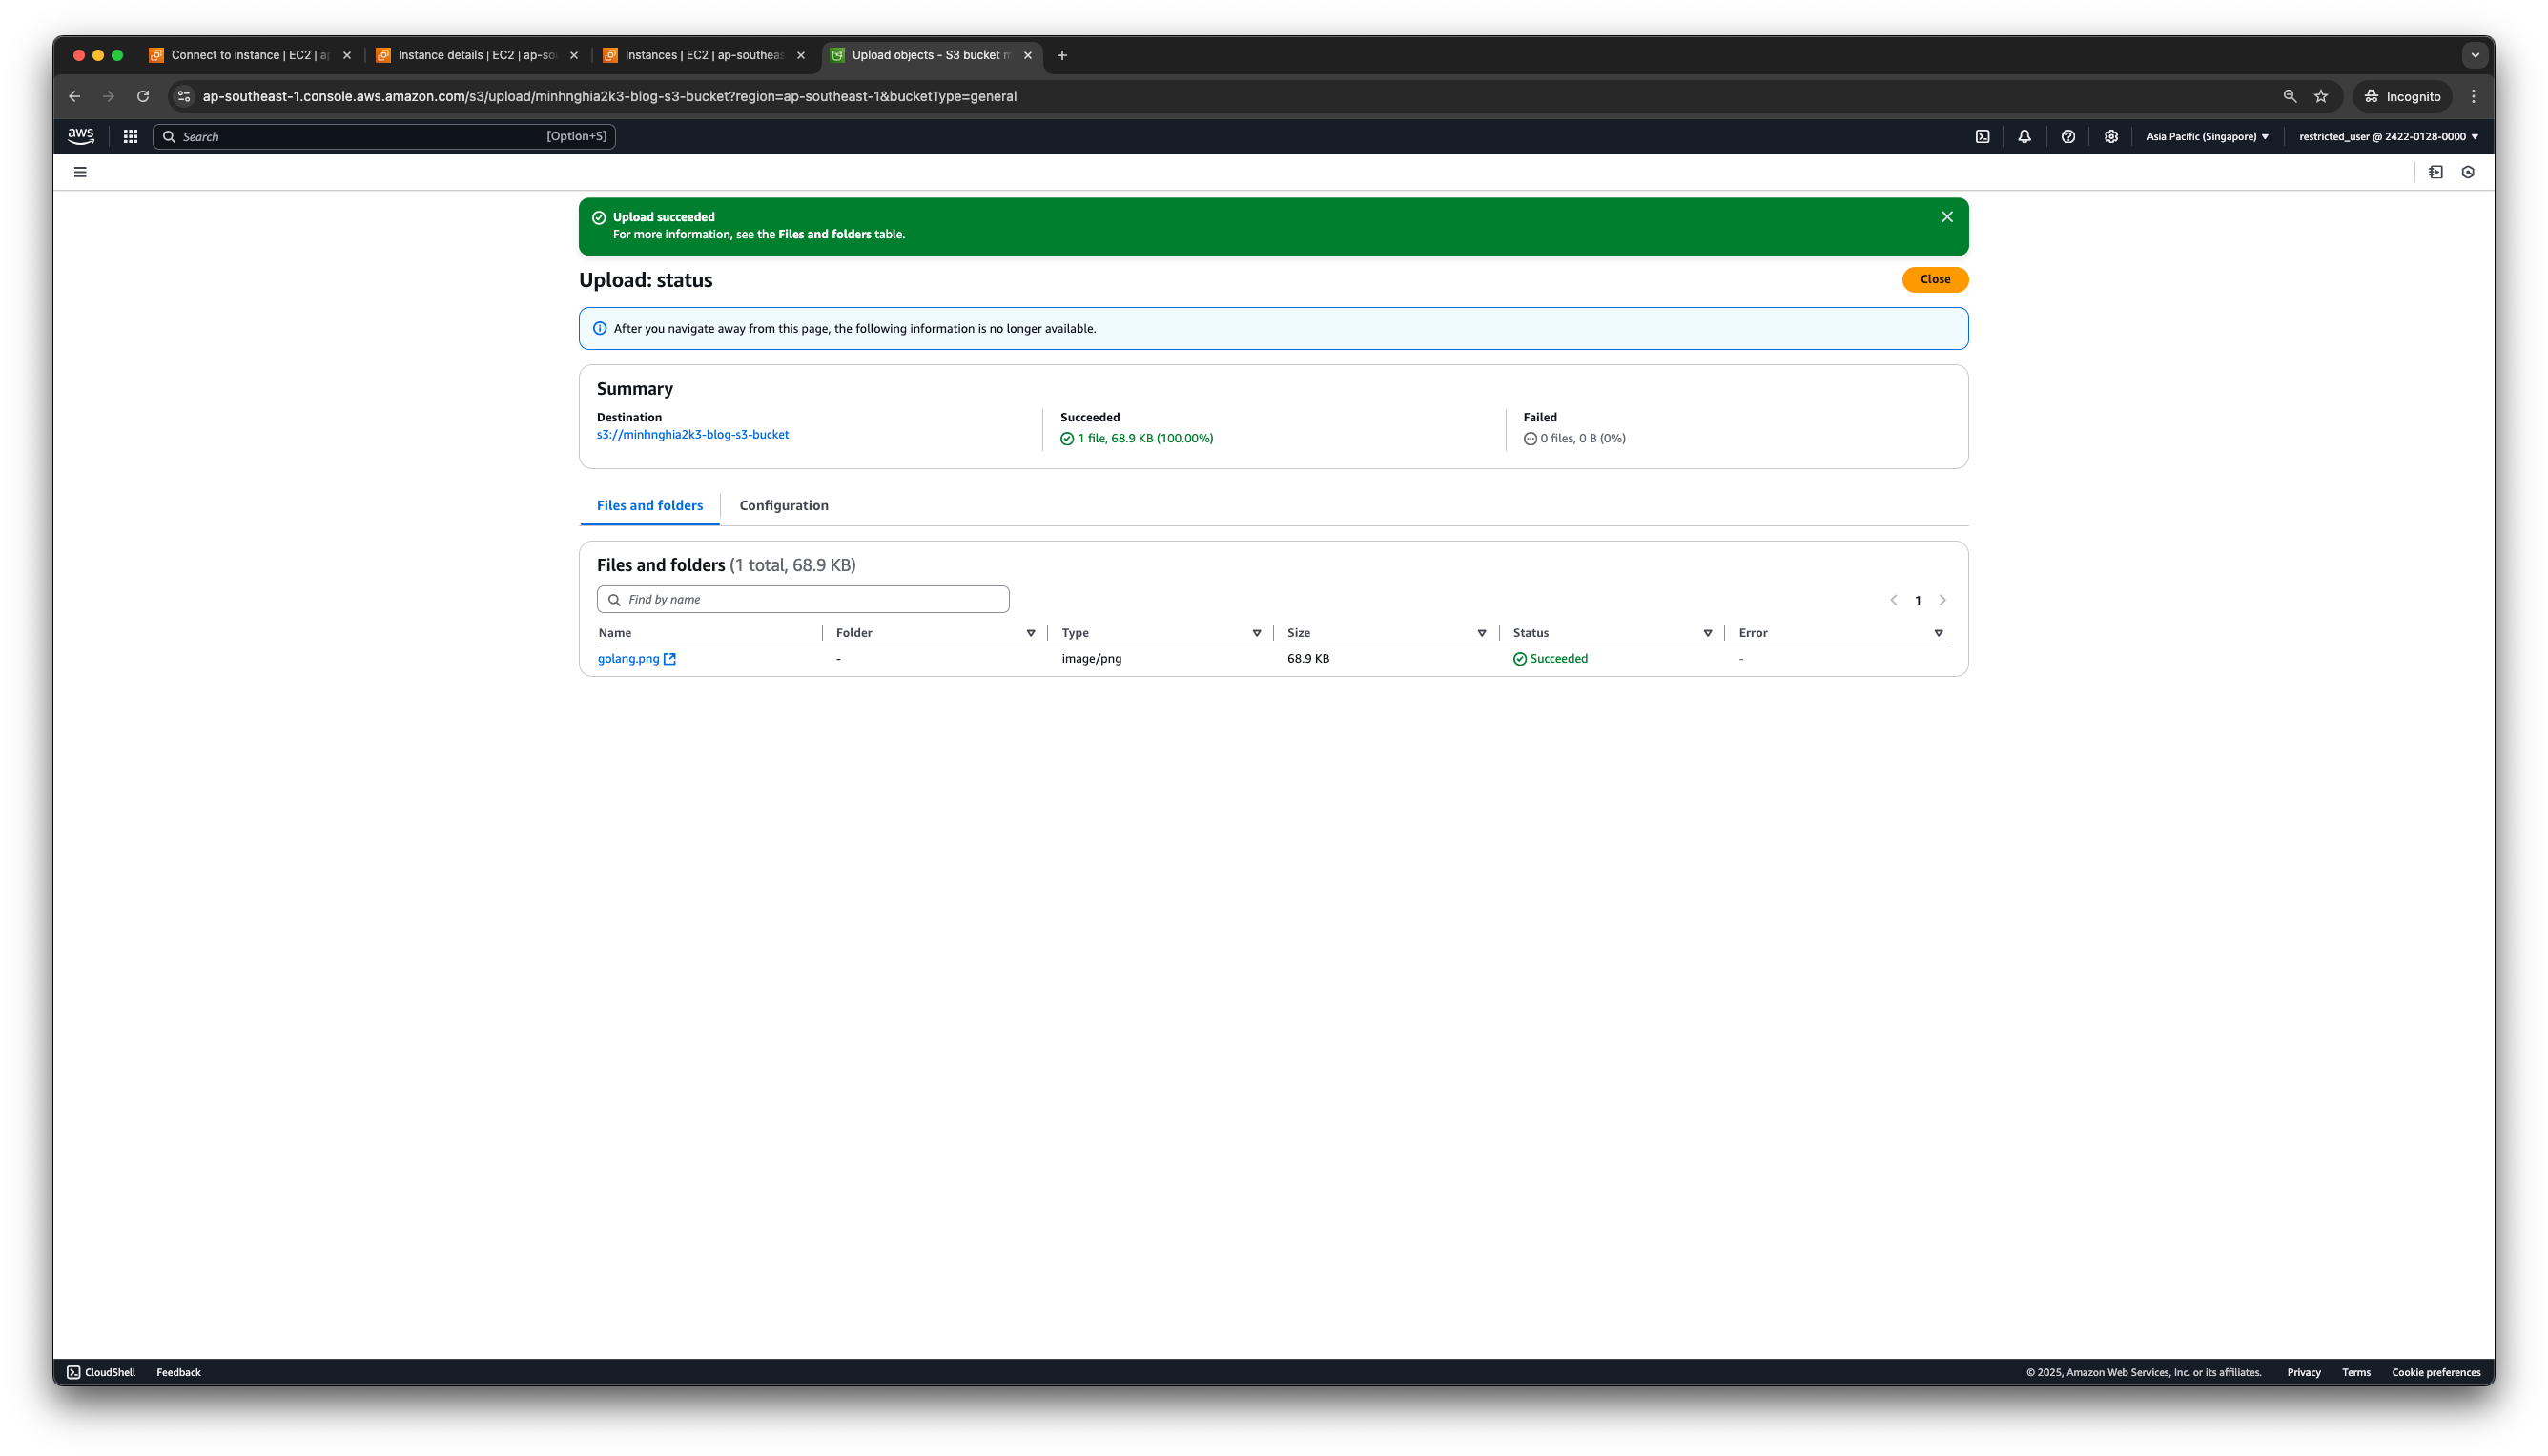 Connect to instance | EC2 | ap
Instance details | EC2 | ap-so
Instances | EC2 | ap-southeas
Upload objects - S3 bucket m
ap-southeast-1.console.aws.amazon.com/s3/upload/minhnghia2k3-blog-s3-bucket?region=ap-southeast-1&bucketType=general
Incognito
aws
Search
[Option+S]
Asia Pacific (Singapore)
restricted_user @ 2422-0128-0000
Upload succeeded
For more information, see the Files and folders table.
Upload: status
Close
After you navigate away from this page, the following information is no longer available.
Summary
Destination
s3://minhnghia2k3-blog-s3-bucket
Succeeded
1 file, 68.9 KB (100.00%)
Failed
0 files, 0 B (0%)
Files and folders
Configuration
Files and folders (1 total, 68.9 KB)
Find by name
1
Name Folder Type Size Status Error
golang.png - image/png 68.9 KB Succeeded -
CloudShell
Feedback
© 2025, Amazon Web Services, Inc. or its affiliates.
Privacy
Terms
Cookie preferences